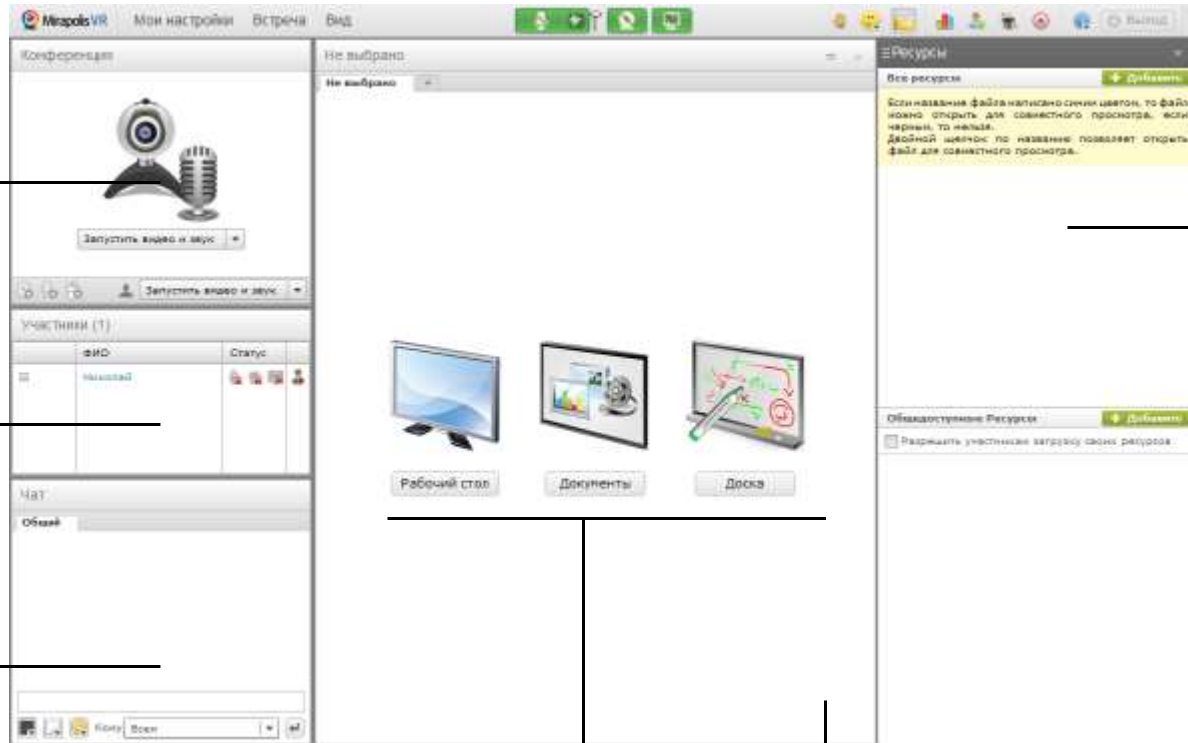 Mirapolis VR Мои настройки Встреча Вид
Выход
Конференция
Запустить видео и звук
Запустить видео и звук
Участники (1)
ФИО Статус
Николай
Чат
Общий
Кому Всем
Не выбрано
Не выбрано +
Рабочий стол Документы Доска
Ресурсы
Все ресурсы + Добавить
Если название файла написано синим цветом, то файл
можно открыть для совместного просмотра, если
черным, то нельзя.
Двойной щелчок по названию позволяет открыть
файл для совместного просмотра.
Общедоступные Ресурсы + Добавить
Разрешить участникам загрузку своих ресурсов